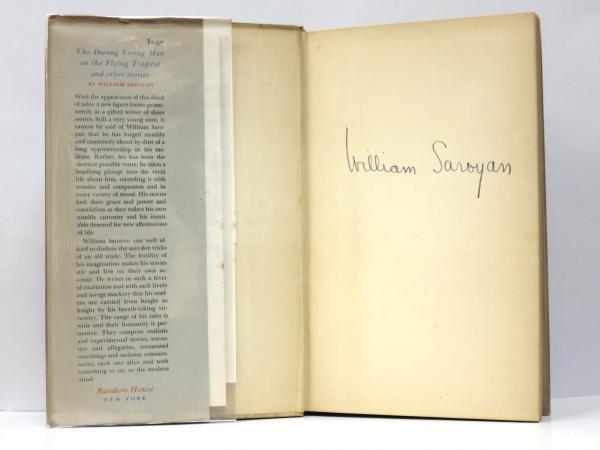 $2.50
The Daring Young Man
on the Flying Trapeze
and other stories
BY WILLIAM SAROYAN
With the appearance of this
of tales, a new figure looms promi-
nently as a gifted writer of short
stories. Still a very young man, it
cannot be said of William Saro-
yan that he has forged steadily
and cautiously ahead by dint of a
long apprenticeship in his me-
dium. Rather, his has been the
shortest possible route; he takes a
headlong plunge into the vivid
life about him, recording it with
wonder and compassion and in
every variety of mood. His stories
find their grace and power and
conviction as they reflect his own
nimble curiosity and his insati-
able demand for new affirmations
of life.
William Saroyan can well af-
ford to disdain the sure-fire tricks
of an old trade. The fertility of
his imagination makes his stories
stir and live on their own ac-
count. He writes in such a fever
of exaltation and with such lively
and savage mockery that his read-
ers are carried from height to
height by his breath-taking vir-
tuosity. The range of his tales is
wide and their humanity is per-
suasive. They comprise realistic
and experimental stories, traves-
ties and allegories, tormented
searchings and sardonic commen-
taries, each one alive and with
something to say to the modern
mind.
Random House
NEW YORK
William Saroyan